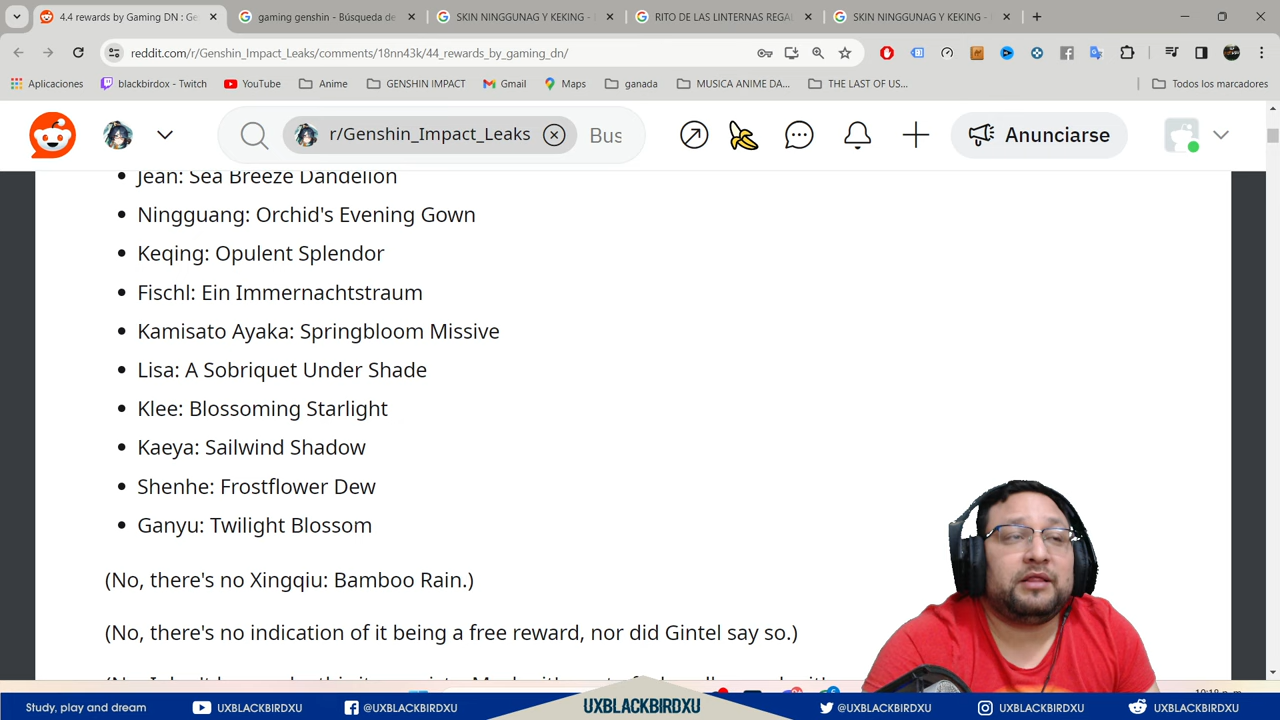 4.4 rewards by Gaming DN : Ge
gaming genshin - Búsqueda de
SKIN NINGGUNAG Y KEKING -
RITO DE LAS LINTERNAS REGAL
SKIN NINGGUNAG Y KEKING -
reddit.com/r/Genshin_Impact_Leaks/comments/18nn43k/44_rewards_by_gaming_dn/
Aplicaciones
blackbirdox - Twitch
YouTube
Anime
GENSHIN IMPACT
Gmail
Maps
ganada
MUSICA ANIME DA...
THE LAST OF US...
Todos los marcadores
r/Genshin_Impact_Leaks
Bus
Anunciarse
Jean: Sea Breeze Dandelion
Ningguang: Orchid's Evening Gown
Keqing: Opulent Splendor
Fischl: Ein Immernachtstraum
Kamisato Ayaka: Springbloom Missive
Lisa: A Sobriquet Under Shade
Klee: Blossoming Starlight
Kaeya: Sailwind Shadow
Shenhe: Frostflower Dew
Ganyu: Twilight Blossom
(No, there's no Xingqiu: Bamboo Rain.)
(No, there's no indication of it being a free reward, nor did Gintel say so.)
Study, play and dream
UXBLACKBIRDXU
@UXBLACKBIRDXU
UXBLACKBIRDXU
@UXBLACKBIRDXU
UXBLACKBIRDXU
UXBLACKBIRDXU